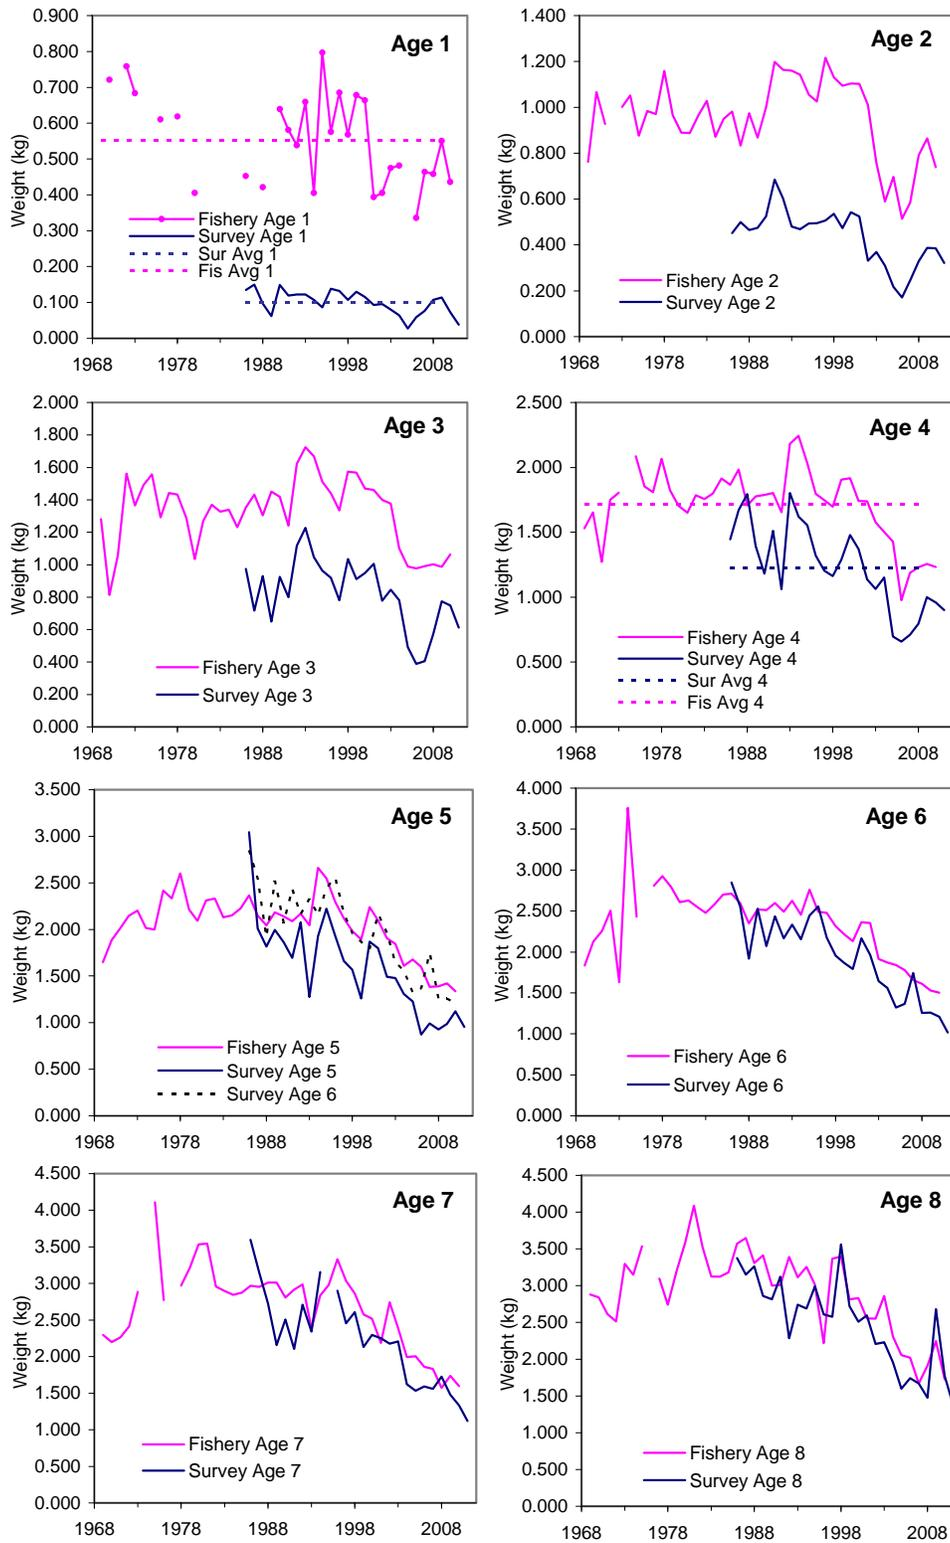 Age 1
Weight (kg)
0.900
0.800
0.700
0.600
0.500
0.400
0.300
0.200
0.100
0.000
Fishery Age 1
Survey Age 1
Sur Avg 1
Fis Avg 1
1968 1978 1988 1998 2008
Age 2
Weight (kg)
1.400
1.200
1.000
0.800
0.600
0.400
0.200
0.000
Fishery Age 2
Survey Age 2
1968 1978 1988 1998 2008
Age 3
Weight (kg)
2.000
1.800
1.600
1.400
1.200
1.000
0.800
0.600
0.400
0.200
0.000
Fishery Age 3
Survey Age 3
1968 1978 1988 1998 2008
Age 4
Weight (kg)
2.500
2.000
1.500
1.000
0.500
0.000
Fishery Age 4
Survey Age 4
Sur Avg 4
Fis Avg 4
1968 1978 1988 1998 2008
Age 5
Weight (kg)
3.500
3.000
2.500
2.000
1.500
1.000
0.500
0.000
Fishery Age 5
Survey Age 5
Survey Age 6
1968 1978 1988 1998 2008
Age 6
Weight (kg)
4.000
3.500
3.000
2.500
2.000
1.500
1.000
0.500
0.000
Fishery Age 6
Survey Age 6
1968 1978 1988 1998 2008
Age 7
Weight (kg)
4.500
4.000
3.500
3.000
2.500
2.000
1.500
1.000
0.500
0.000
Fishery Age 7
Survey Age 7
1968 1978 1988 1998 2008
Age 8
Weight (kg)
4.500
4.000
3.500
3.000
2.500
2.000
1.500
1.000
0.500
0.000
Fishery Age 8
Survey Age 8
1968 1978 1988 1998 2008